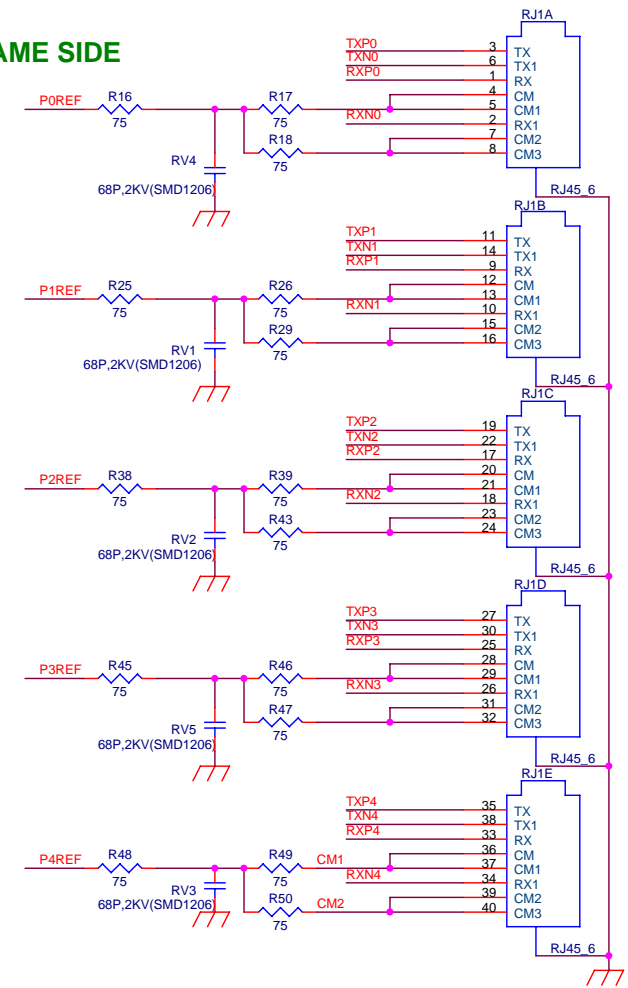 AME SIDE
RJ1A
TXP0 3 TX
TXN0 6 TX1
RXP0 1 RX
P0REF R16 75 R17 75 4 CM
5 CM1
RXN0 2 RX1
R18 75 7 CM2
8 CM3
RV4
68P,2KV(SMD1206)
RJ45_6
RJ1B
TXP1 11 TX
TXN1 14 TX1
RXP1 9 RX
P1REF R25 75 R26 75 12 CM
13 CM1
RXN1 10 RX1
R29 75 15 CM2
16 CM3
RV1
68P,2KV(SMD1206)
RJ45_6
RJ1C
TXP2 19 TX
TXN2 22 TX1
RXP2 17 RX
P2REF R38 75 R39 75 20 CM
21 CM1
RXN2 18 RX1
R43 75 23 CM2
24 CM3
RV2
68P,2KV(SMD1206)
RJ45_6
RJ1D
TXP3 27 TX
TXN3 30 TX1
RXP3 25 RX
P3REF R45 75 R46 75 28 CM
29 CM1
RXN3 26 RX1
R47 75 31 CM2
32 CM3
RV5
68P,2KV(SMD1206)
RJ45_6
RJ1E
TXP4 35 TX
TXN4 38 TX1
RXP4 33 RX
P4REF R48 75 R49 75 CM1 36 CM
37 CM1
RXN4 34 RX1
R50 75 CM2 39 CM2
40 CM3
RV3
68P,2KV(SMD1206)
RJ45_6